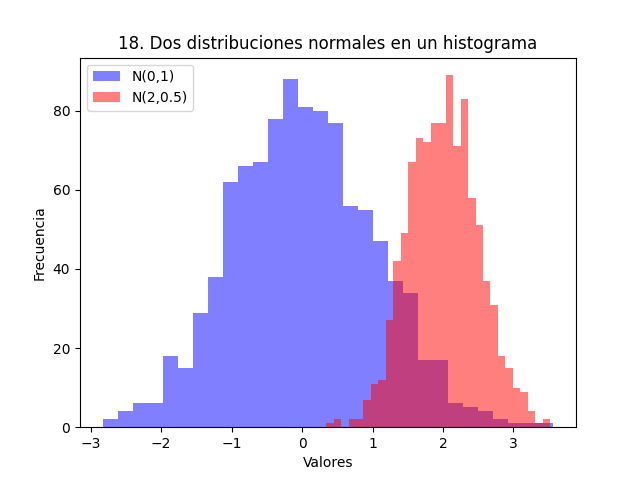 18. Dos distribuciones normales en un histograma
N(0,1)
N(2,0.5)
Frecuencia
80
60
40
20
0
−3 −2 −1 0 1 2 3
Valores